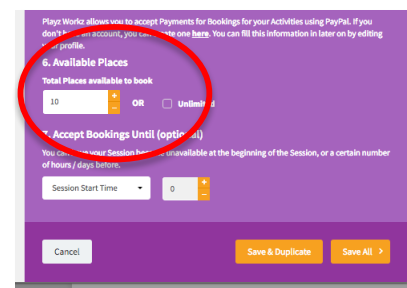 Playz Workz allows you to accept Payments for Bookings for your Activities using PayPal. If you
don't have an account, you can create one here. You can fill this information in later on by editing
your profile.
6. Available Places
Total Places available to book
10 + - OR Unlimited
7. Accept Bookings Until (optional)
You can have your Session become unavailable at the beginning of the Session, or a certain number
of hours / days before.
Session Start Time 0 + -
Cancel Save & Duplicate Save All >